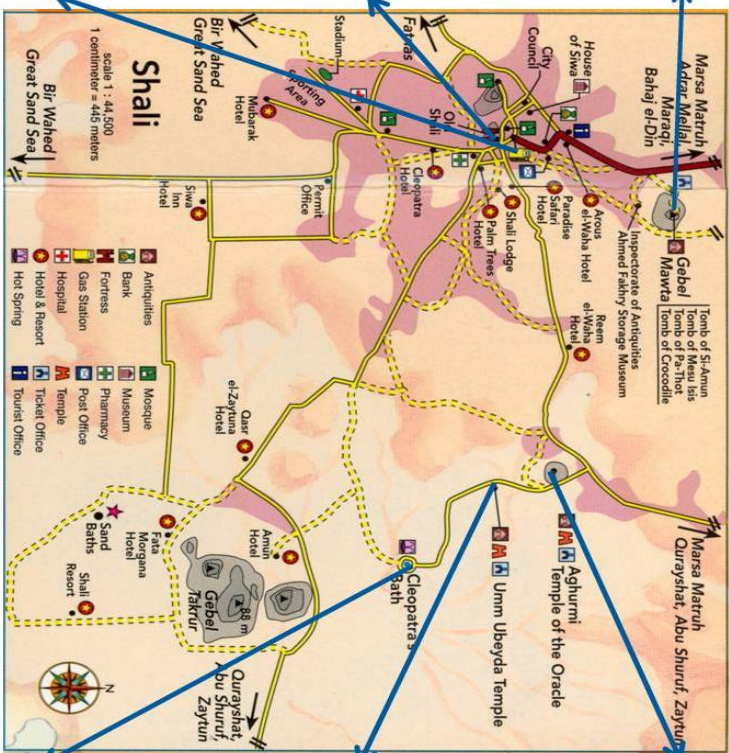 Marsa Matruh
Adrar Mellal,
Maraqi,
Bahaj el-Din
Fatnas
Stadium
Bir Wahed
Great Sand Sea
Bir Wahed
Great Sand Sea
Shali
scale 1 : 44,500
1 centimeter = 445 meters
House
of Siwa
City
Council
Sporting
Area
Mubarak
Hotel
Old
Shali
Cleopatra
Hotel
Permit
Office
Siwa
Inn
Hotel
Gebel
Mawta
Tomb of Si-Amun
Tomb of Mesu Isis
Tomb of Pa-Thot
Tomb of Crocodile
Inspectorate of Antiquities
Ahmed Fakhry Storage Museum
Arous
el-Waha Hotel
Paradise
Safari
Hotel
Shali Lodge
Palm Trees
Hotel
Reem
el-Waha
Hotel
Qasr
el-Zaytuna
Hotel
Marsa Matruh
Qurayshat, Abu Shuruf, Zaytun
Aghurmi
Temple of the Oracle
Umm Ubeyda Temple
Cleopatra's
Bath
Amun
Hotel
88 m
Gebel
Takrur
Fata
Morgana
Hotel
Sand
Baths
Shali
Resort
Qurayshat,
Abu Shuruf,
Zaytun
N
Antiquities
Bank
Fortress
Gas Station
Hospital
Hotel & Resort
Hot Spring
Mosque
Museum
Pharmacy
Post Office
Temple
Ticket Office
Tourist Office